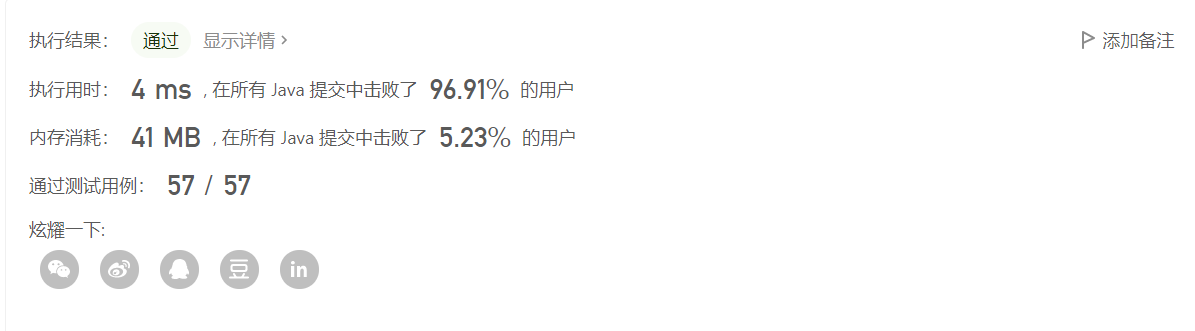 执行结果： 通过 显示详情 > 添加备注
执行用时： 4 ms , 在所有 Java 提交中击败了 96.91% 的用户
内存消耗： 41 MB , 在所有 Java 提交中击败了 5.23% 的用户
通过测试用例： 57 / 57
炫耀一下:
豆 in